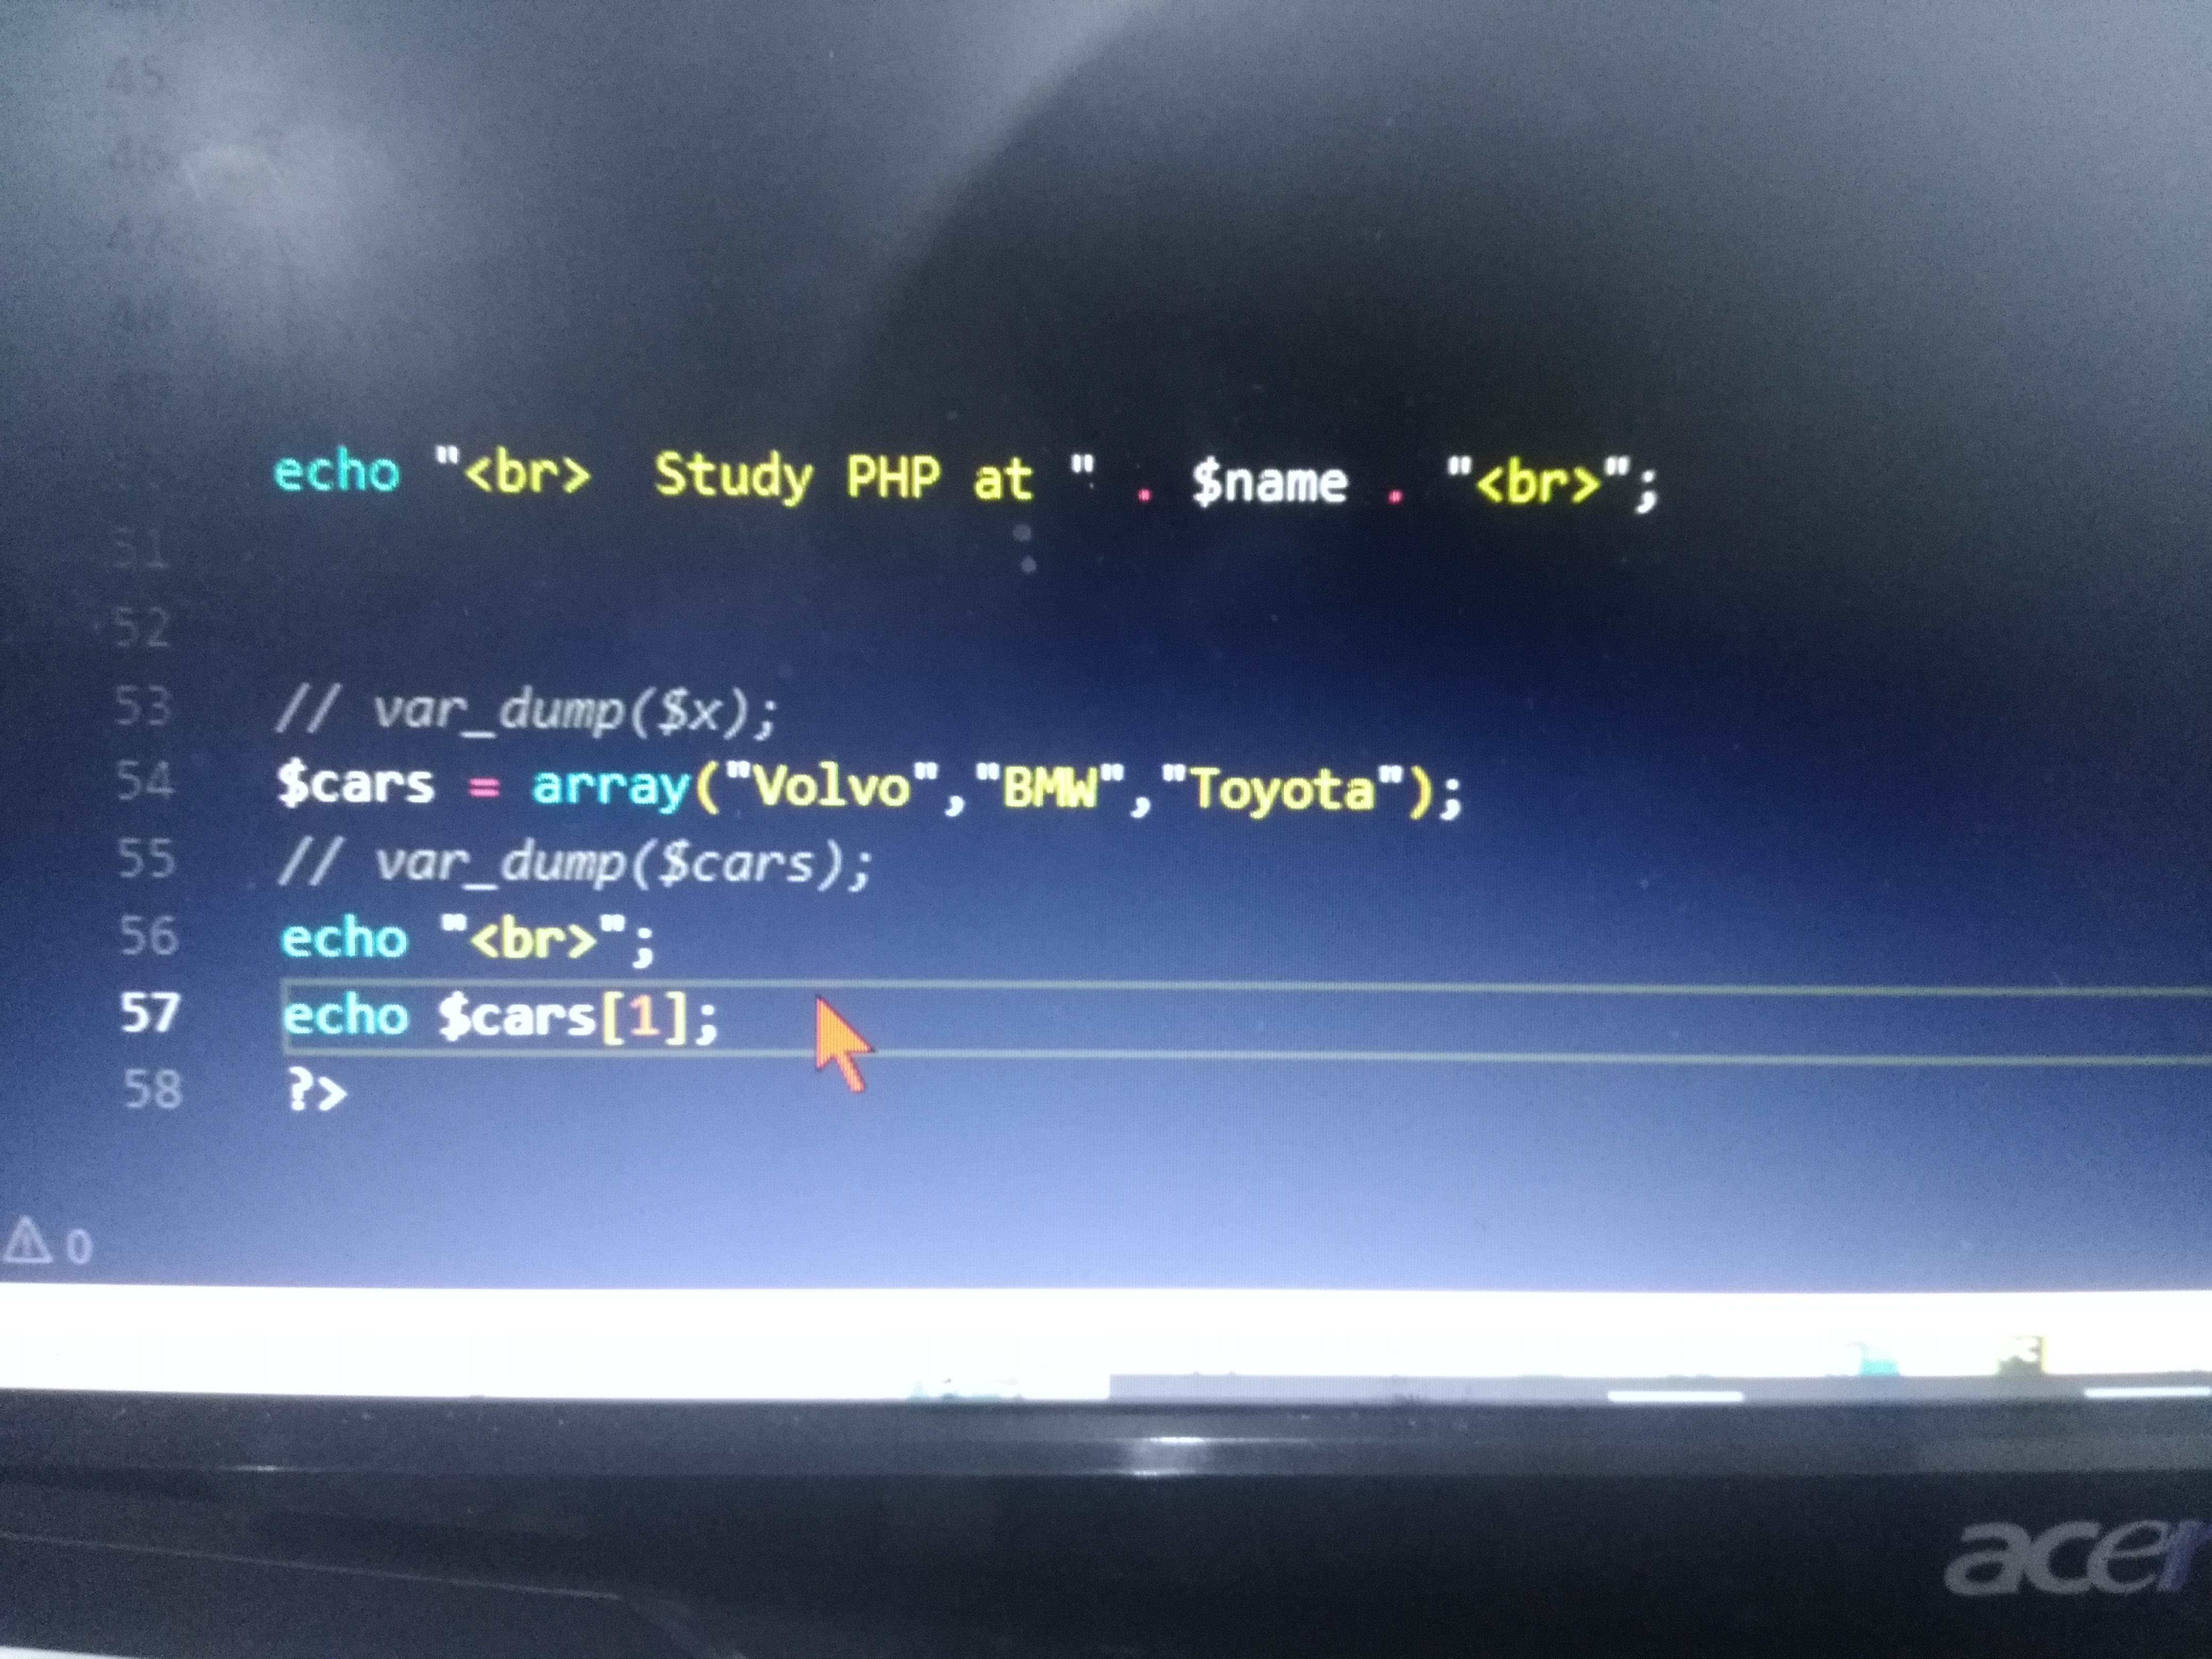 45
46
47
48
echo "<br>  Study PHP at " . $name . "<br>";
51
52
53 // var_dump($x);
54 $cars = array("Volvo","BMW","Toyota");
55 // var_dump($cars);
56 echo "<br>";
57 echo $cars[1];
58 ?>
0
acer